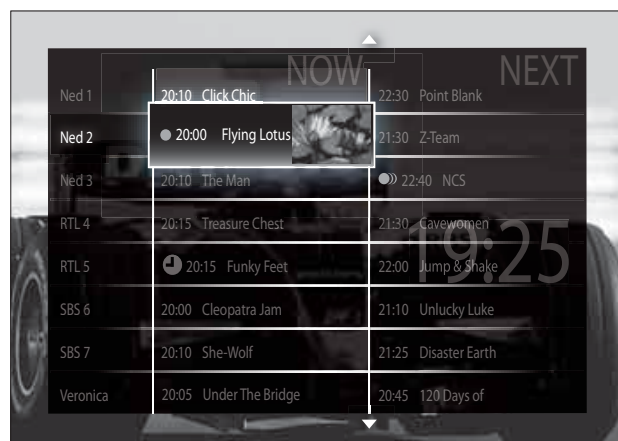 NOW NEXT
Ned 1 20:10 Click Chic 22:30 Point Blank
Ned 2 20:00 Flying Lotus 21:30 Z-Team
Ned 3 20:10 The Man 22:40 NCS
RTL 4 20:15 Treasure Chest 21:30 Cavewomen
19:25
RTL 5 20:15 Funky Feet 22:00 Jump & Shake
SBS 6 20:00 Cleopatra Jam 21:10 Unlucky Luke
SBS 7 20:10 She-Wolf 21:25 Disaster Earth
Veronica 20:05 Under The Bridge 20:45 120 Days of